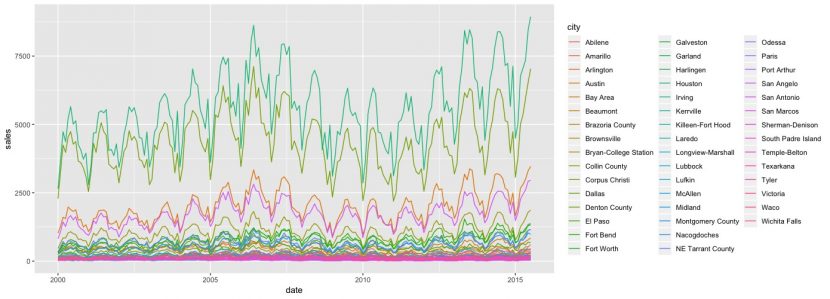 city
sales
7500
5000
2500
0
2000
2005
2010
2015
date
Abilene
Amarillo
Arlington
Austin
Bay Area
Beaumont
Brazoria County
Brownsville
Bryan-College Station
Collin County
Corpus Christi
Dallas
Denton County
El Paso
Fort Bend
Fort Worth
Galveston
Garland
Harlingen
Houston
Irving
Kerrville
Killeen-Fort Hood
Laredo
Longview-Marshall
Lubbock
Lufkin
McAllen
Midland
Montgomery County
Nacogdoches
NE Tarrant County
Odessa
Paris
Port Arthur
San Angelo
San Antonio
San Marcos
Sherman-Denison
South Padre Island
Temple-Belton
Texarkana
Tyler
Victoria
Waco
Wichita Falls